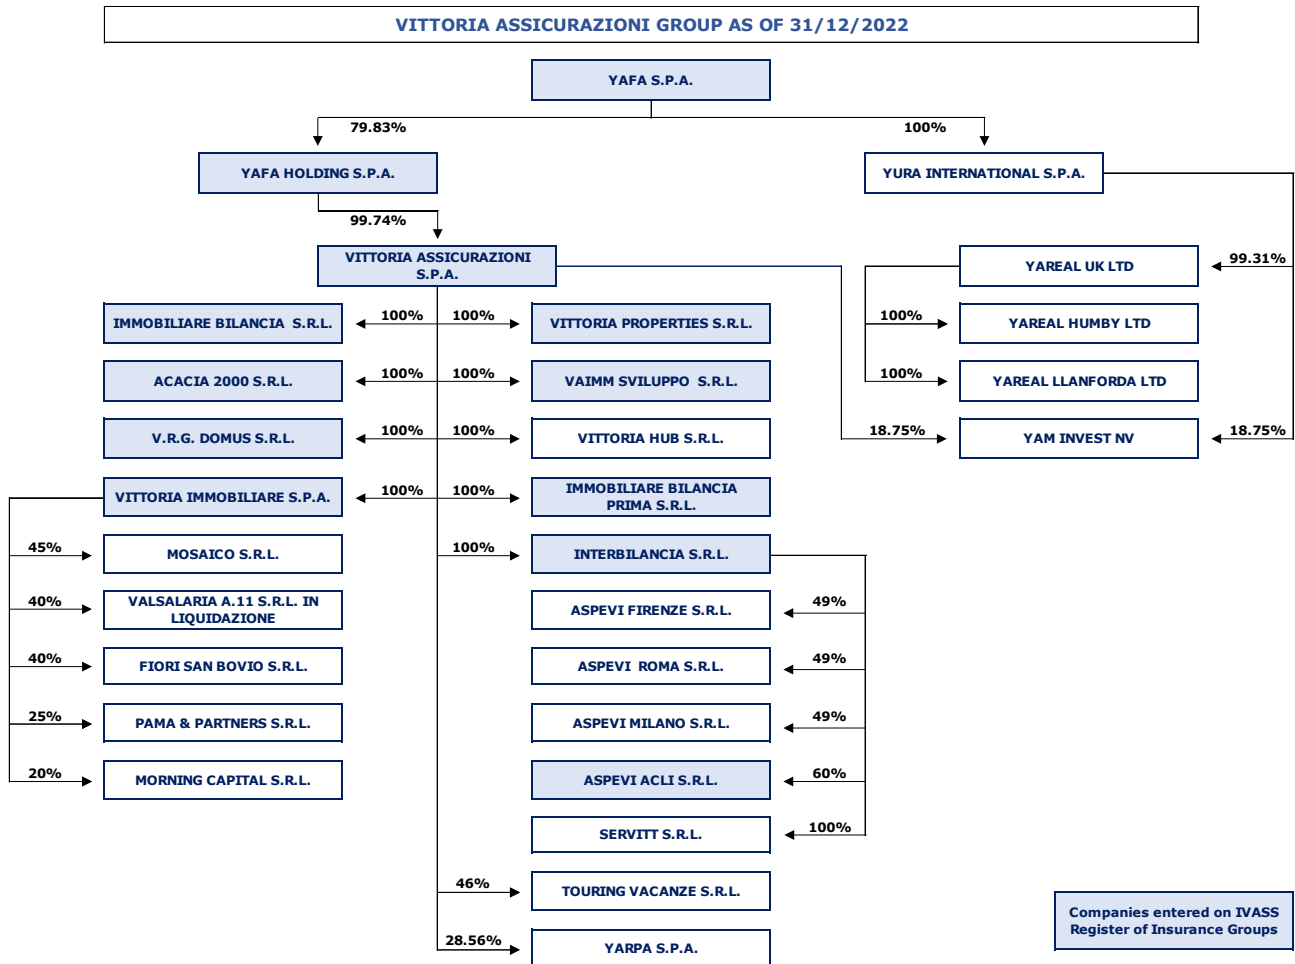 VITTORIA ASSICURAZIONI GROUP AS OF 31/12/2022
YAFA S.P.A.
79.83%
100%
YAFA HOLDING S.P.A.
YURA INTERNATIONAL S.P.A.
99.74%
VITTORIA ASSICURAZIONI
S.P.A.
YAREAL UK LTD
99.31%
IMMOBILIARE BILANCIA S.R.L.
100%
100%
VITTORIA PROPERTIES S.R.L.
100%
YAREAL HUMBY LTD
ACACIA 2000 S.R.L.
100%
100%
VAIMM SVILUPPO S.R.L.
100%
YAREAL LLANFORDA LTD
V.R.G. DOMUS S.R.L.
100%
100%
VITTORIA HUB S.R.L.
18.75%
YAM INVEST NV
18.75%
VITTORIA IMMOBILIARE S.P.A.
100%
100%
IMMOBILIARE BILANCIA
PRIMA S.R.L.
45%
MOSAICO S.R.L.
100%
INTERBILANCIA S.R.L.
40%
VALSALARIA A.11 S.R.L. IN
LIQUIDAZIONE
ASPEVI FIRENZE S.R.L.
49%
40%
FIORI SAN BOVIO S.R.L.
ASPEVI ROMA S.R.L.
49%
25%
PAMA & PARTNERS S.R.L.
ASPEVI MILANO S.R.L.
49%
20%
MORNING CAPITAL S.R.L.
ASPEVI ACLI S.R.L.
60%
SERVITT S.R.L.
100%
46%
TOURING VACANZE S.R.L.
28.56%
YARPA S.P.A.
Companies entered on IVASS
Register of Insurance Groups